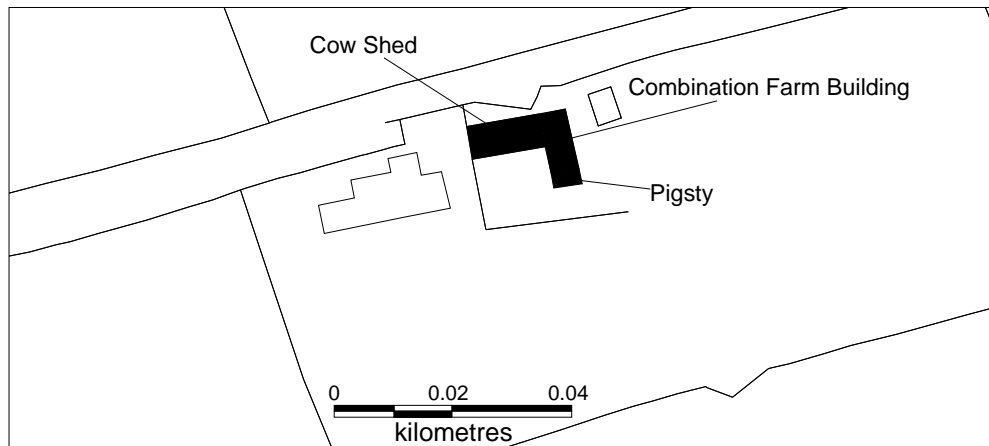 Cow Shed
Combination Farm Building
Pigsty
0 0.02 0.04
kilometres